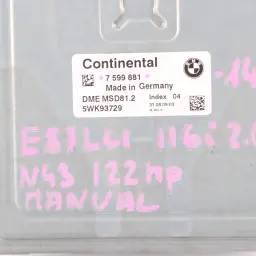 Continental
* 7 599 881 *
Made in Germany
DME MSD81.2 Index 04
5WK93729
-14
E87LCI 116i 2.0
N43 122 hp
MANUAL